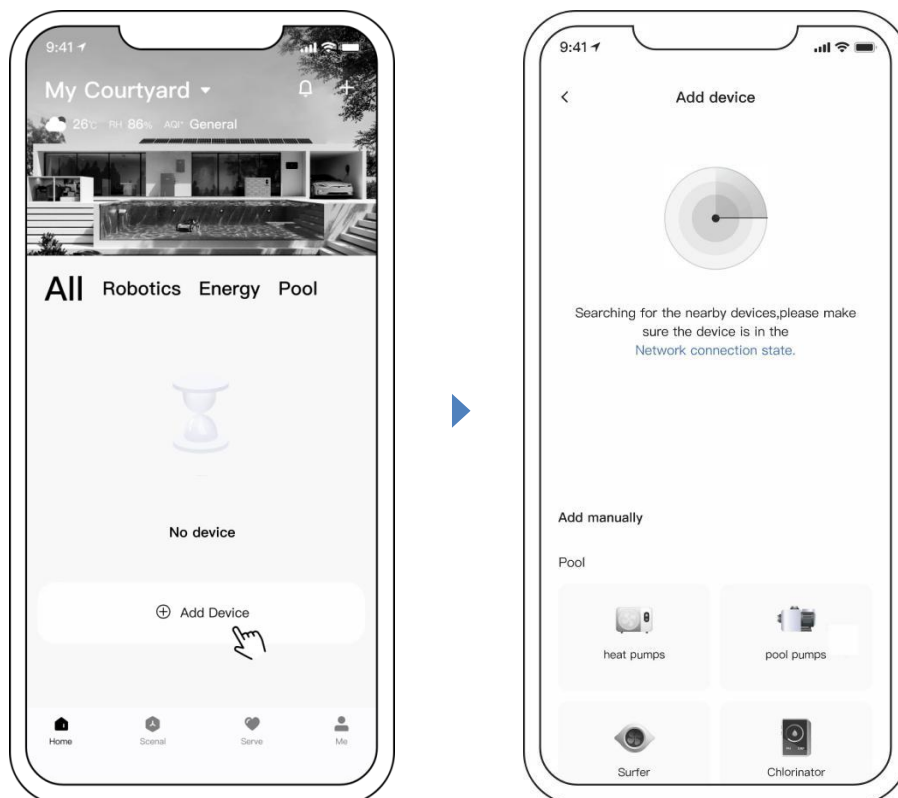 9:41
My Courtyard
26°C RH 86% AQI* General
All Robotics Energy Pool
No device
Add Device
Home Scenal Serve Me
9:41
Add device
Searching for the nearby devices,please make
sure the device is in the
Network connection state.
Add manually
Pool
heat pumps pool pumps
Surfer Chlorinator